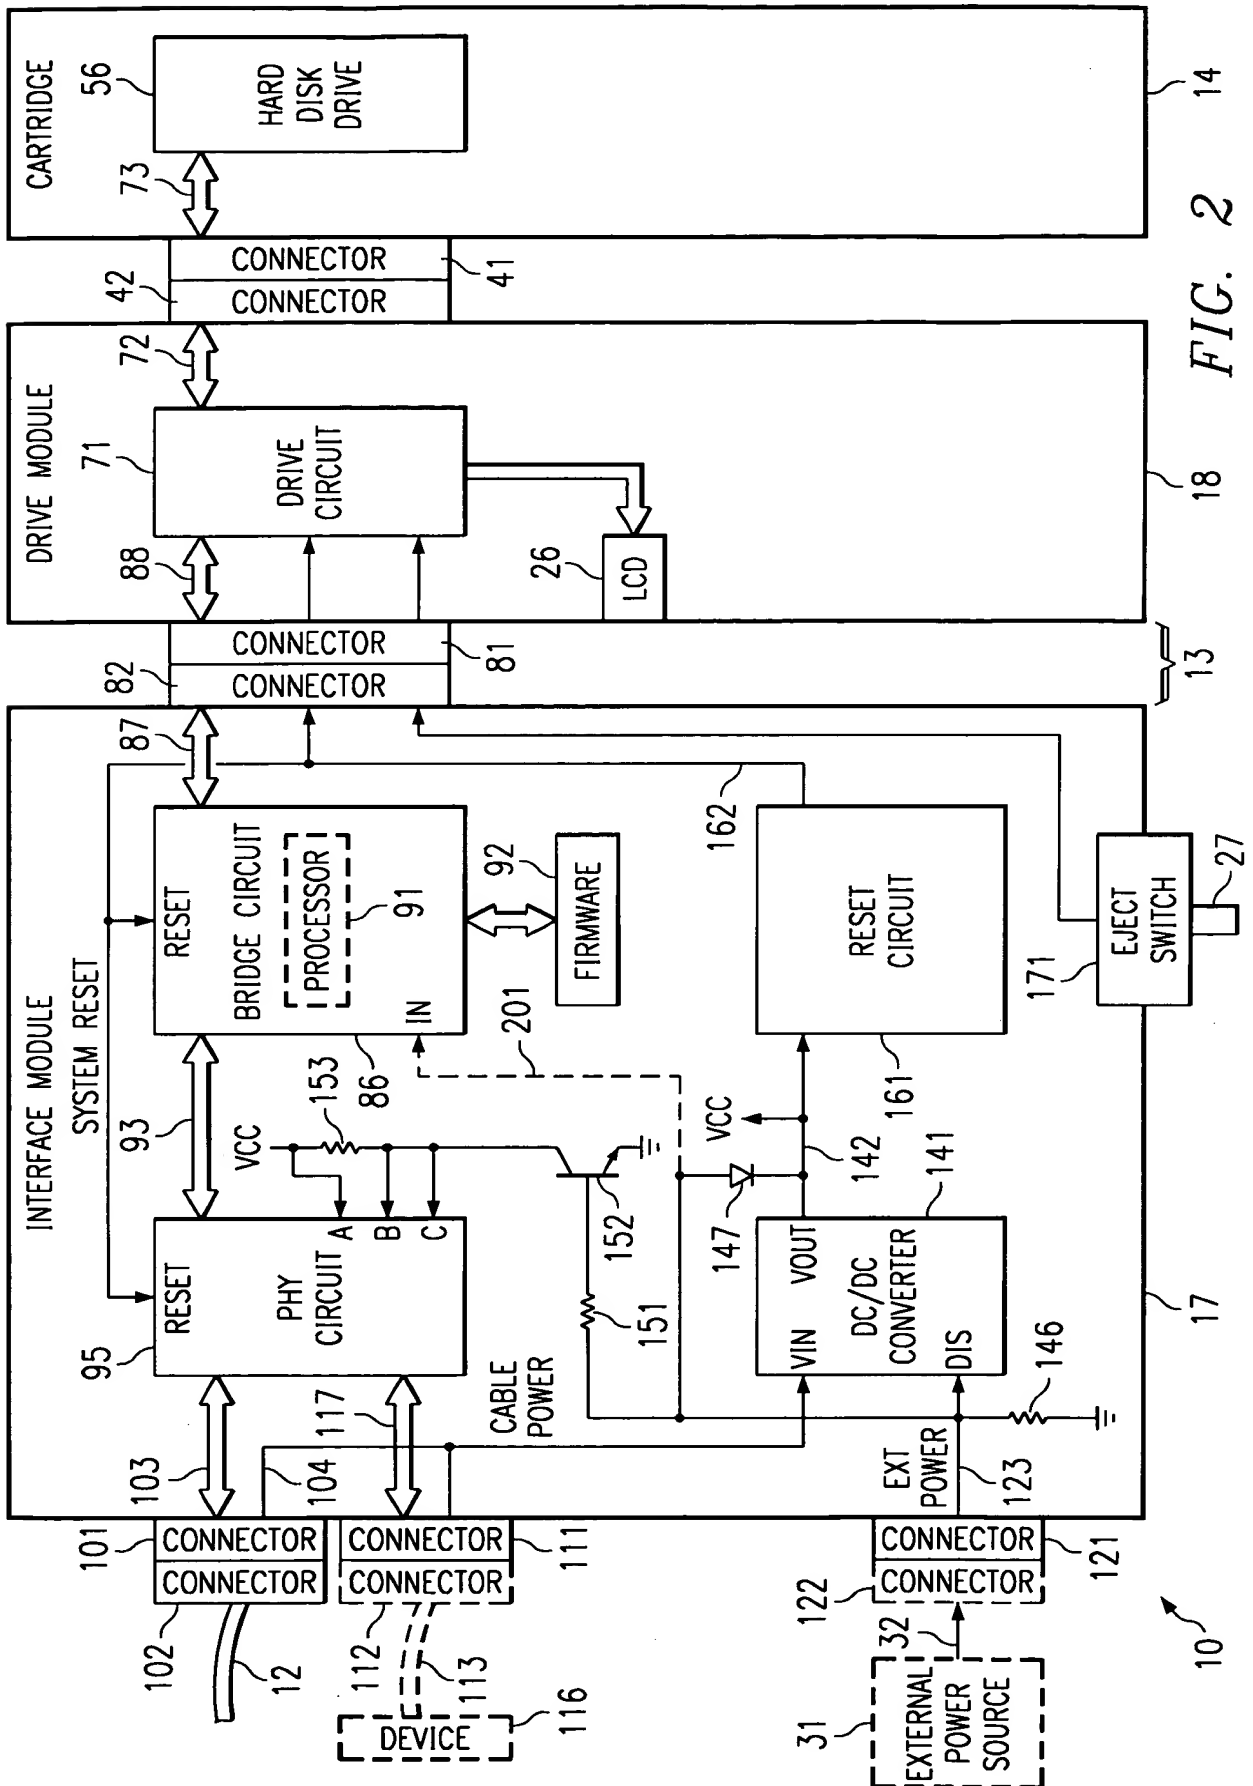 INTERFACE MODULE
SYSTEM RESET
DRIVE MODULE
CARTRIDGE
101
CONNECTOR
CONNECTOR
102
12
103
104
95
RESET
PHY
CIRCUIT
A
B
C
93
VCC
153
86
RESET
BRIDGE CIRCUIT
PROCESSOR
91
IN
87
82
CONNECTOR
CONNECTOR
81
88
71
DRIVE
CIRCUIT
72
42
CONNECTOR
CONNECTOR
41
73
56
HARD
DISK
DRIVE
111
CONNECTOR
CONNECTOR
112
113
DEVICE
116
117
CABLE
POWER
151
152
201
92
FIRMWARE
26
LCD
147
VCC
142
141
VIN
VOUT
DC/DC
CONVERTER
DIS
146
161
RESET
CIRCUIT
162
EXT
POWER
123
121
CONNECTOR
CONNECTOR
122
32
31
EXTERNAL
POWER
SOURCE
171
EJECT
SWITCH
27
10
17
13
18
14
FIG. 2